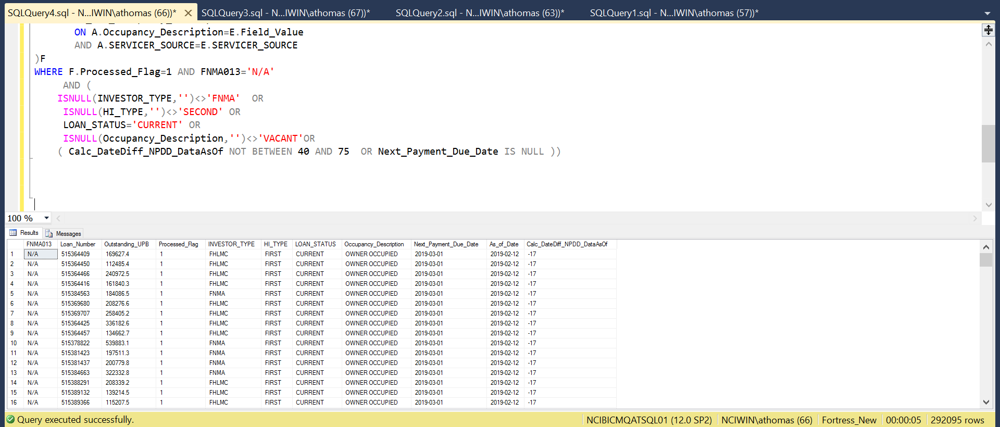 SQLQuery4.sql - N...IWIN\athomas (66))* SQLQuery3.sql - N...IWIN\athomas (67))* SQLQuery2.sql - N...IWIN\athomas (63))* SQLQuery1.sql - N...IWIN\athomas (57))*
ON A.Occupancy_Description=E.Field_Value
AND A.SERVICER_SOURCE=E.SERVICER_SOURCE
)F
WHERE F.Processed_Flag=1 AND FNMA013='N/A'
AND (
ISNULL(INVESTOR_TYPE,'')<>'FNMA' OR
ISNULL(HI_TYPE,'')<>'SECOND' OR
LOAN_STATUS='CURRENT' OR
ISNULL(Occupancy_Description,'')<>'VACANT'OR
( Calc_DateDiff_NPDD_DataAsOf NOT BETWEEN 40 AND 75 OR Next_Payment_Due_Date IS NULL ))
100 %
Results Messages
FNMA013 Loan_Number Outstanding_UPB Processed_Flag INVESTOR_TYPE HI_TYPE LOAN_STATUS Occupancy_Description Next_Payment_Due_Date As_of_Date Calc_DateDiff_NPDD_DataAsOf
1 N/A 515364409 169627.4 1 FHLMC FIRST CURRENT OWNER OCCUPIED 2019-03-01 2019-02-12 -17
2 N/A 515364450 112485.4 1 FHLMC FIRST CURRENT OWNER OCCUPIED 2019-03-01 2019-02-12 -17
3 N/A 515364466 240972.5 1 FHLMC FIRST CURRENT OWNER OCCUPIED 2019-03-01 2019-02-12 -17
4 N/A 515364416 161840.3 1 FHLMC FIRST CURRENT OWNER OCCUPIED 2019-03-01 2019-02-12 -17
5 N/A 515384563 184086.5 1 FNMA FIRST CURRENT OWNER OCCUPIED 2019-03-01 2019-02-12 -17
6 N/A 515369680 208276.6 1 FHLMC FIRST CURRENT OWNER OCCUPIED 2019-03-01 2019-02-12 -17
7 N/A 515369707 258405.2 1 FHLMC FIRST CURRENT OWNER OCCUPIED 2019-03-01 2019-02-12 -17
8 N/A 515364425 336182.6 1 FHLMC FIRST CURRENT OWNER OCCUPIED 2019-03-01 2019-02-12 -17
9 N/A 515364457 134662.7 1 FHLMC FIRST CURRENT OWNER OCCUPIED 2019-03-01 2019-02-12 -17
10 N/A 515378822 539883.1 1 FNMA FIRST CURRENT OWNER OCCUPIED 2019-03-01 2019-02-12 -17
11 N/A 515381423 197511.3 1 FNMA FIRST CURRENT OWNER OCCUPIED 2019-03-01 2019-02-12 -17
12 N/A 515381437 200779.8 1 FNMA FIRST CURRENT OWNER OCCUPIED 2019-03-01 2019-02-12 -17
13 N/A 515384663 322332.8 1 FNMA FIRST CURRENT OWNER OCCUPIED 2019-03-01 2019-02-12 -17
14 N/A 515388291 208339.2 1 FHLMC FIRST CURRENT OWNER OCCUPIED 2019-03-01 2019-02-12 -17
15 N/A 515389132 139214.5 1 FHLMC FIRST CURRENT OWNER OCCUPIED 2019-03-01 2019-02-12 -17
16 N/A 515389366 115207.5 1 FHLMC FIRST CURRENT OWNER OCCUPIED 2019-03-01 2019-02-12 -17
Query executed successfully. NCIBICMQATSQL01 (12.0 SP2) NCIWIN\athomas (66) Fortress_New 00:00:05 292095 rows